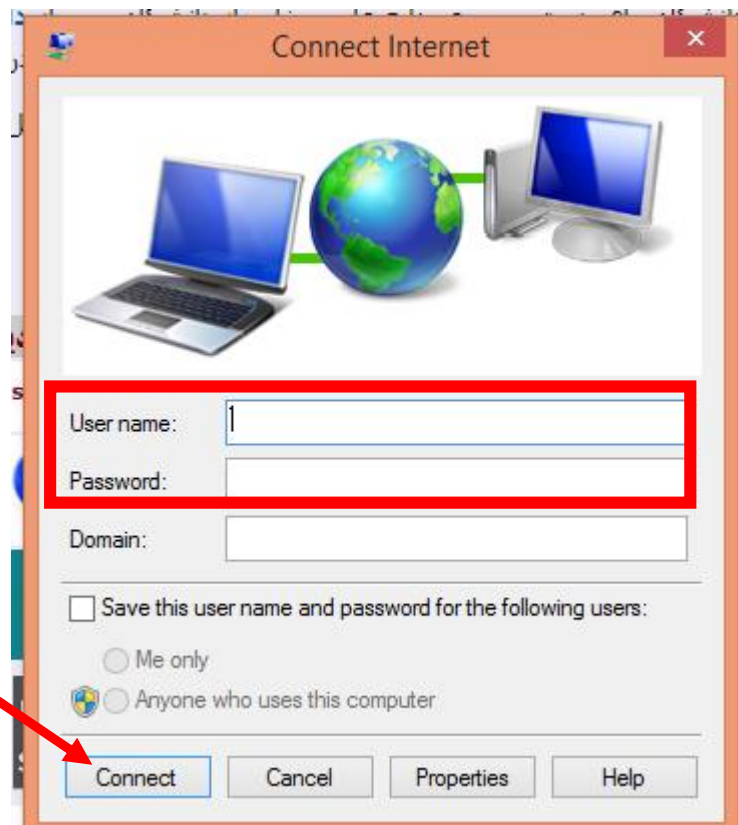 Connect Internet
User name:
Password:
Domain:
Save this user name and password for the following users:
Me only
Anyone who uses this computer
Connect
Cancel
Properties
Help